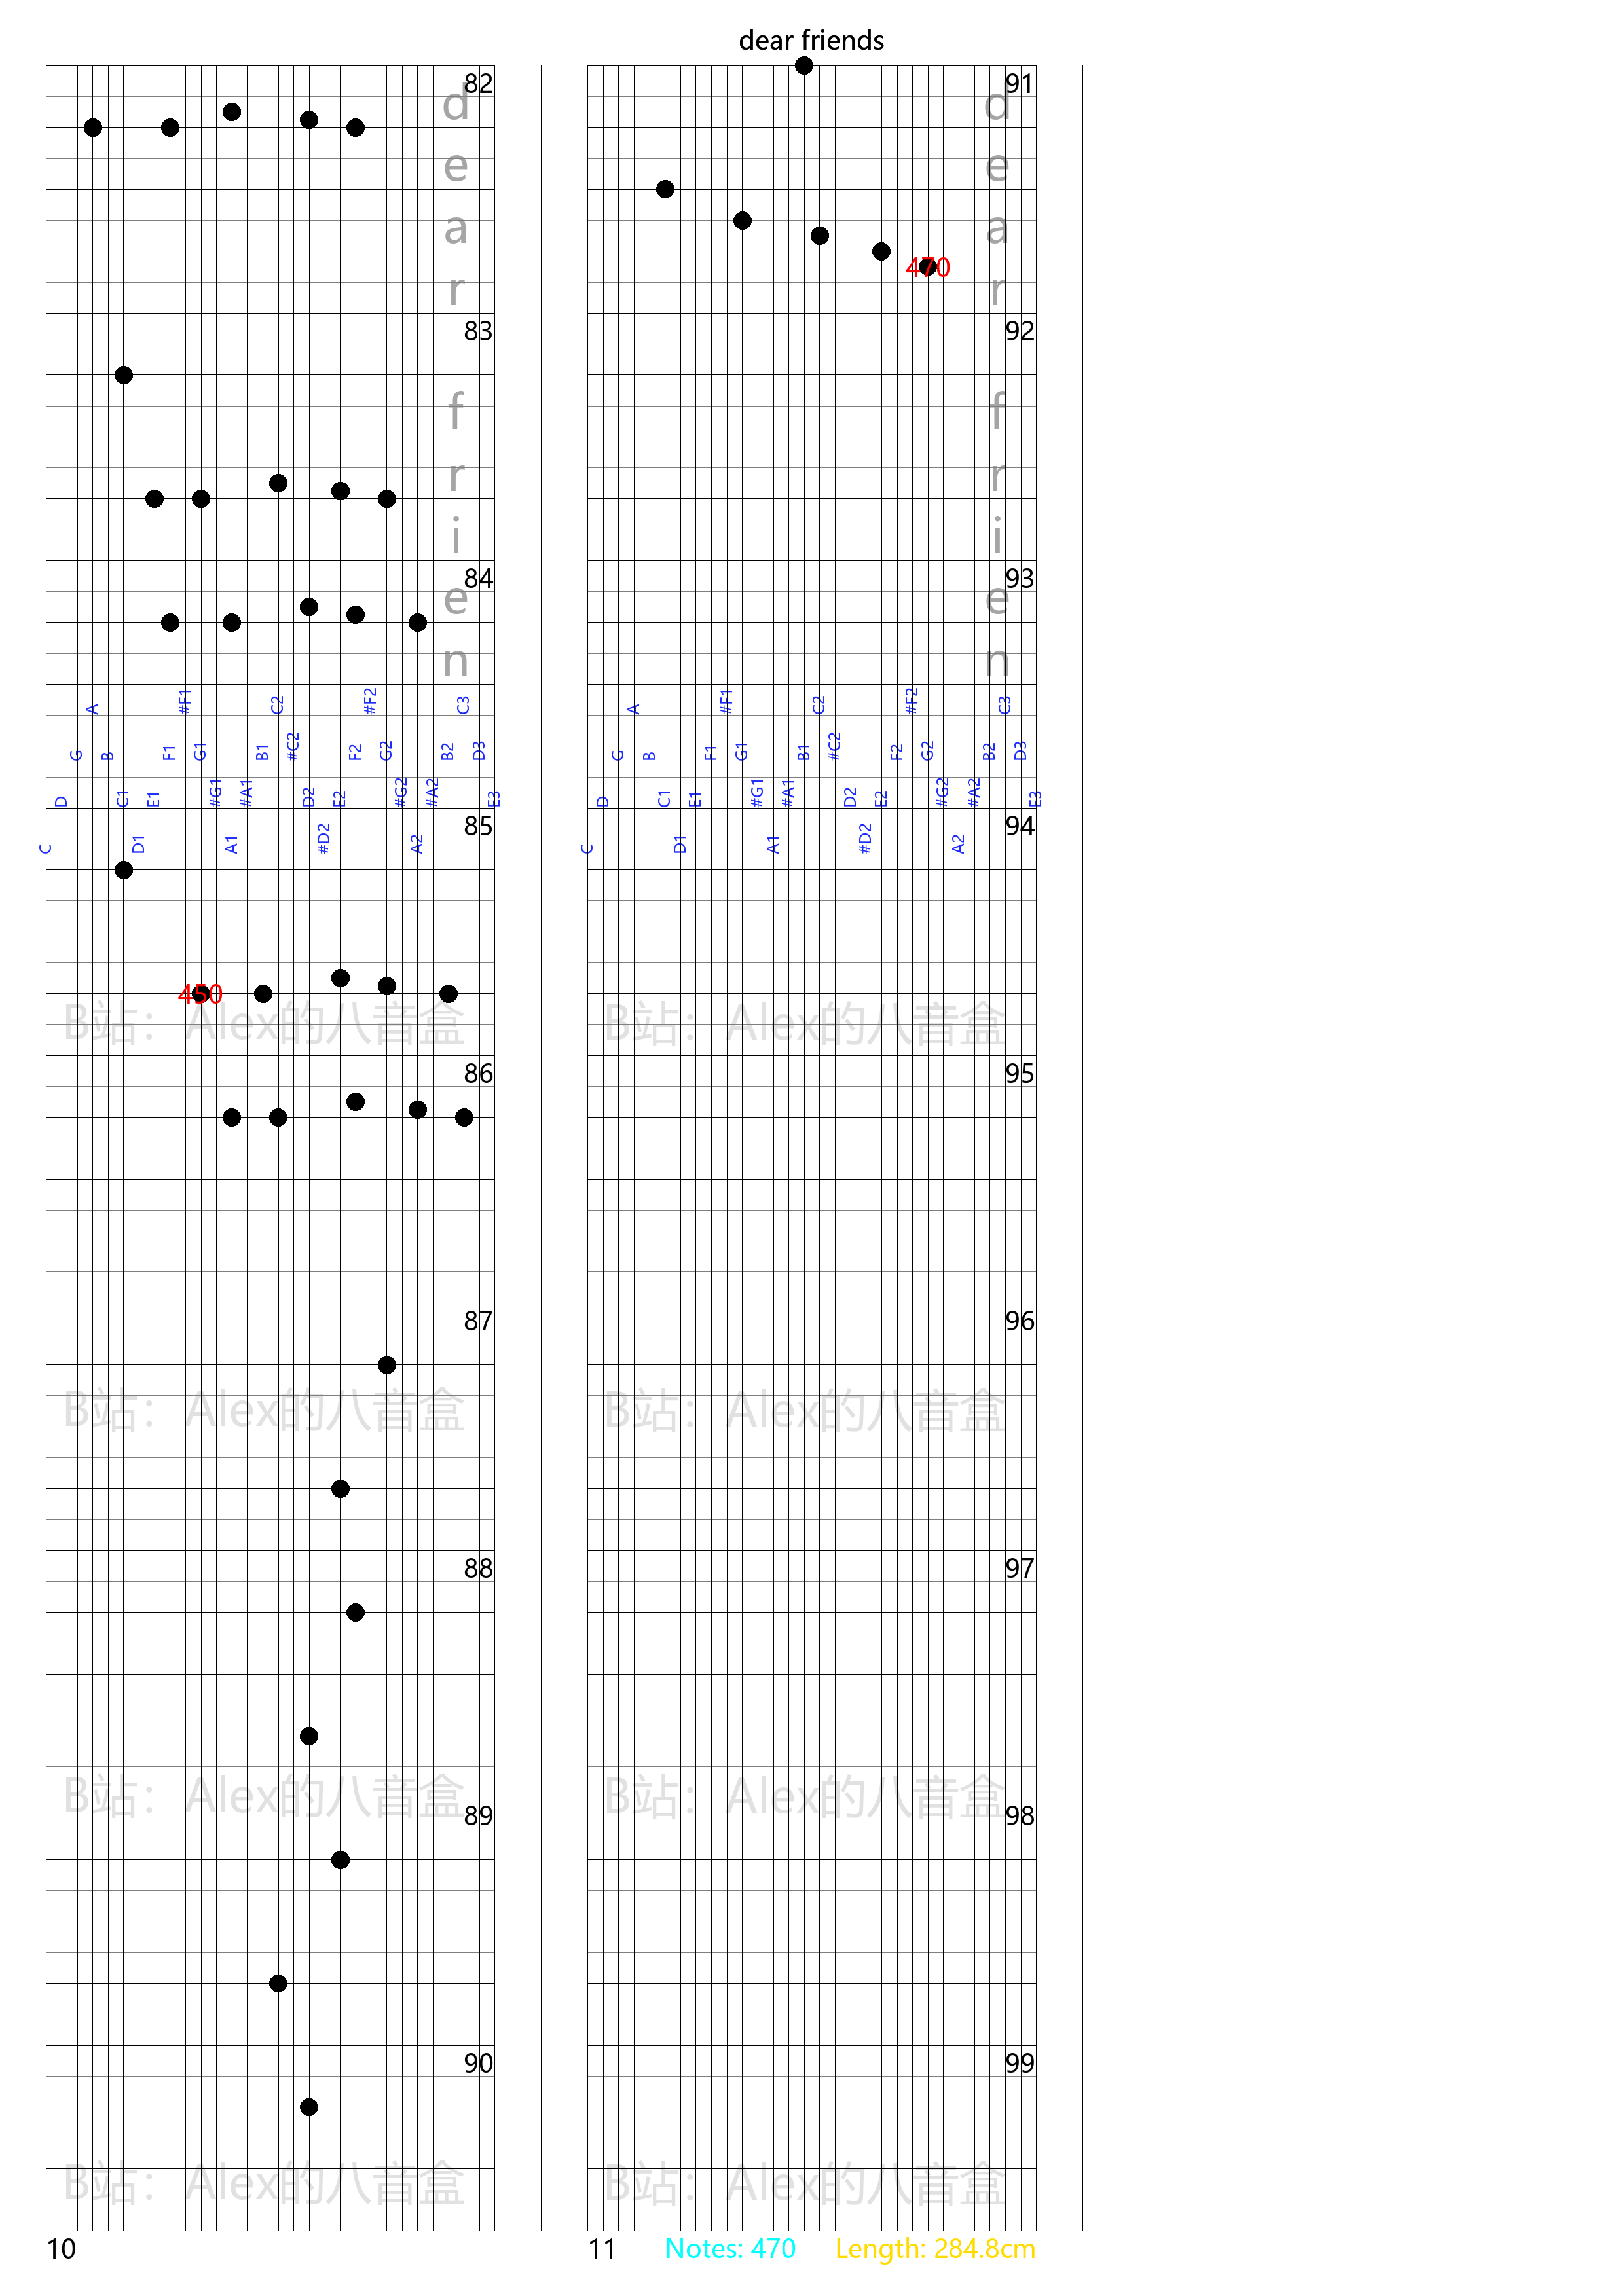 dear friends
82
d
e
a
r
83
f
r
i
84
e
n
A
#F1
C2
#F2
C3
G
B
F1
G1
B1
#C2
F2
G2
B2
D3
D
C1
E1
#G1
#A1
D2
E2
#G2
#A2
E3
85
C
D1
A1
#D2
A2
450
B站：Alex的八音盒
86
87
B站：Alex的八音盒
88
B站：Alex的八音盒
89
90
B站：Alex的八音盒
10
91
d
e
a
470
r
92
f
r
i
93
e
n
A
#F1
C2
#F2
C3
G
B
F1
G1
B1
#C2
F2
G2
B2
D3
D
C1
E1
#G1
#A1
D2
E2
#G2
#A2
E3
94
C
D1
A1
#D2
A2
B站：Alex的八音盒
95
96
B站：Alex的八音盒
97
B站：Alex的八音盒
98
99
B站：Alex的八音盒
11 Notes: 470 Length: 284.8cm